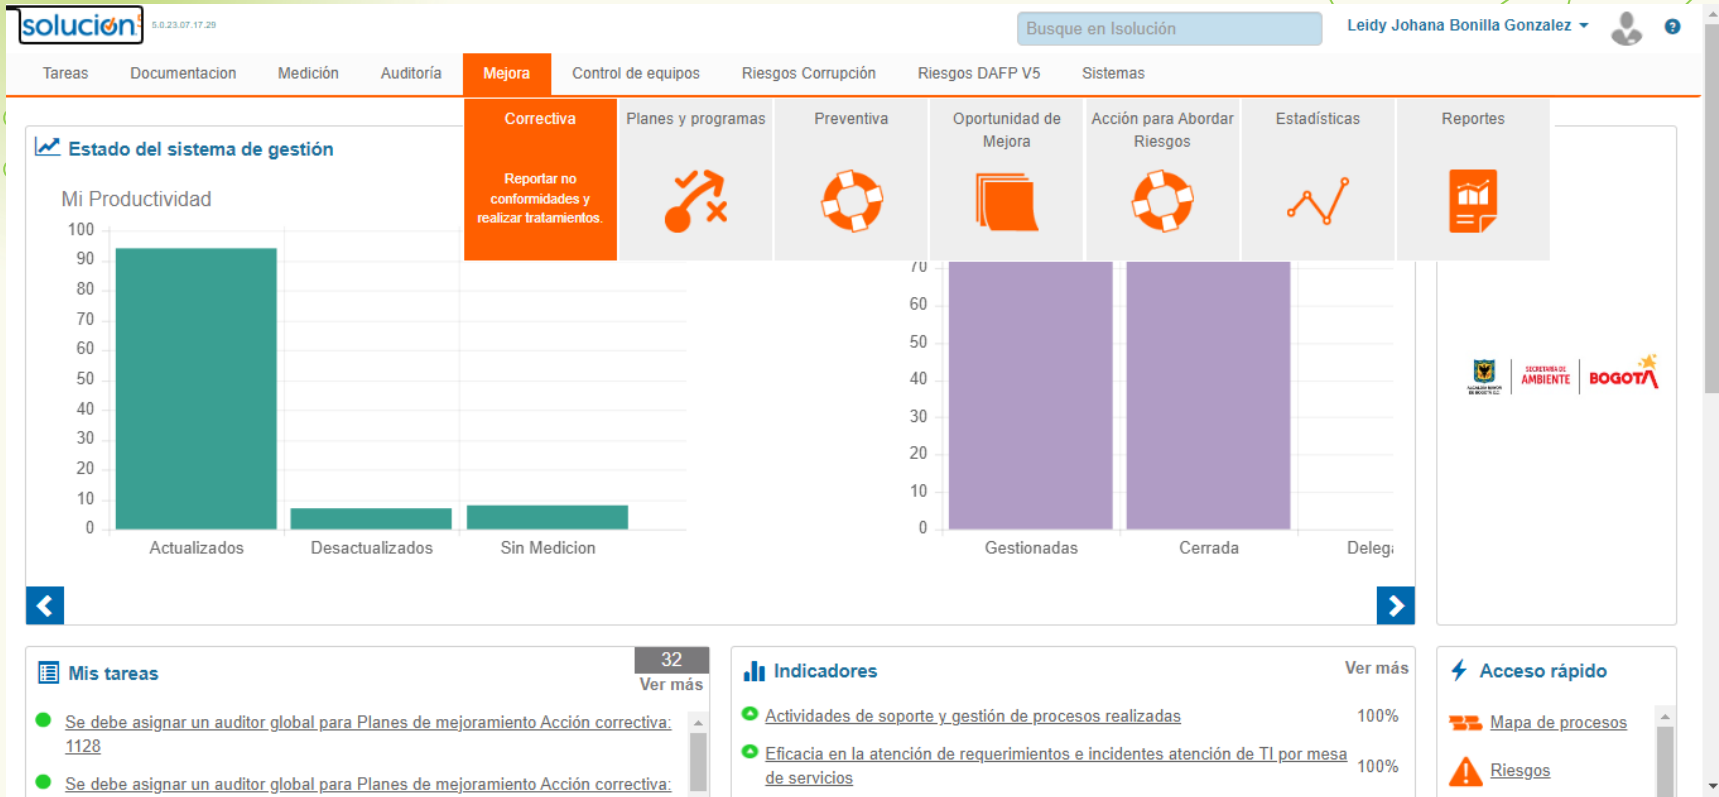 solución 5.0.23.07.17.29
Busque en Isolución
Leidy Johana Bonilla Gonzalez
Tareas Documentacion Medición Auditoría Mejora Control de equipos Riesgos Corrupción Riesgos DAFP V5 Sistemas
Correctiva
Reportar no
conformidades y
realizar tratamientos.
Planes y programas
Preventiva
Oportunidad de
Mejora
Acción para Abordar
Riesgos
Estadísticas
Reportes
Estado del sistema de gestión
Mi Productividad
100
90
80
70
60
50
40
30
20
10
0
Actualizados Desactualizados Sin Medicion
70
60
50
40
30
20
10
0
Gestionadas Cerrada Delega
SECRETARÍA DE
AMBIENTE
BOGOTÁ
ALCALDÍA MAYOR
DE BOGOTÁ D.C.
Mis tareas
32
Ver más
Se debe asignar un auditor global para Planes de mejoramiento Acción correctiva:
1128
Se debe asignar un auditor global para Planes de mejoramiento Acción correctiva:
Indicadores
Ver más
Actividades de soporte y gestión de procesos realizadas 100%
Eficacia en la atención de requerimientos e incidentes atención de TI por mesa
de servicios 100%
Acceso rápido
Mapa de procesos
Riesgos